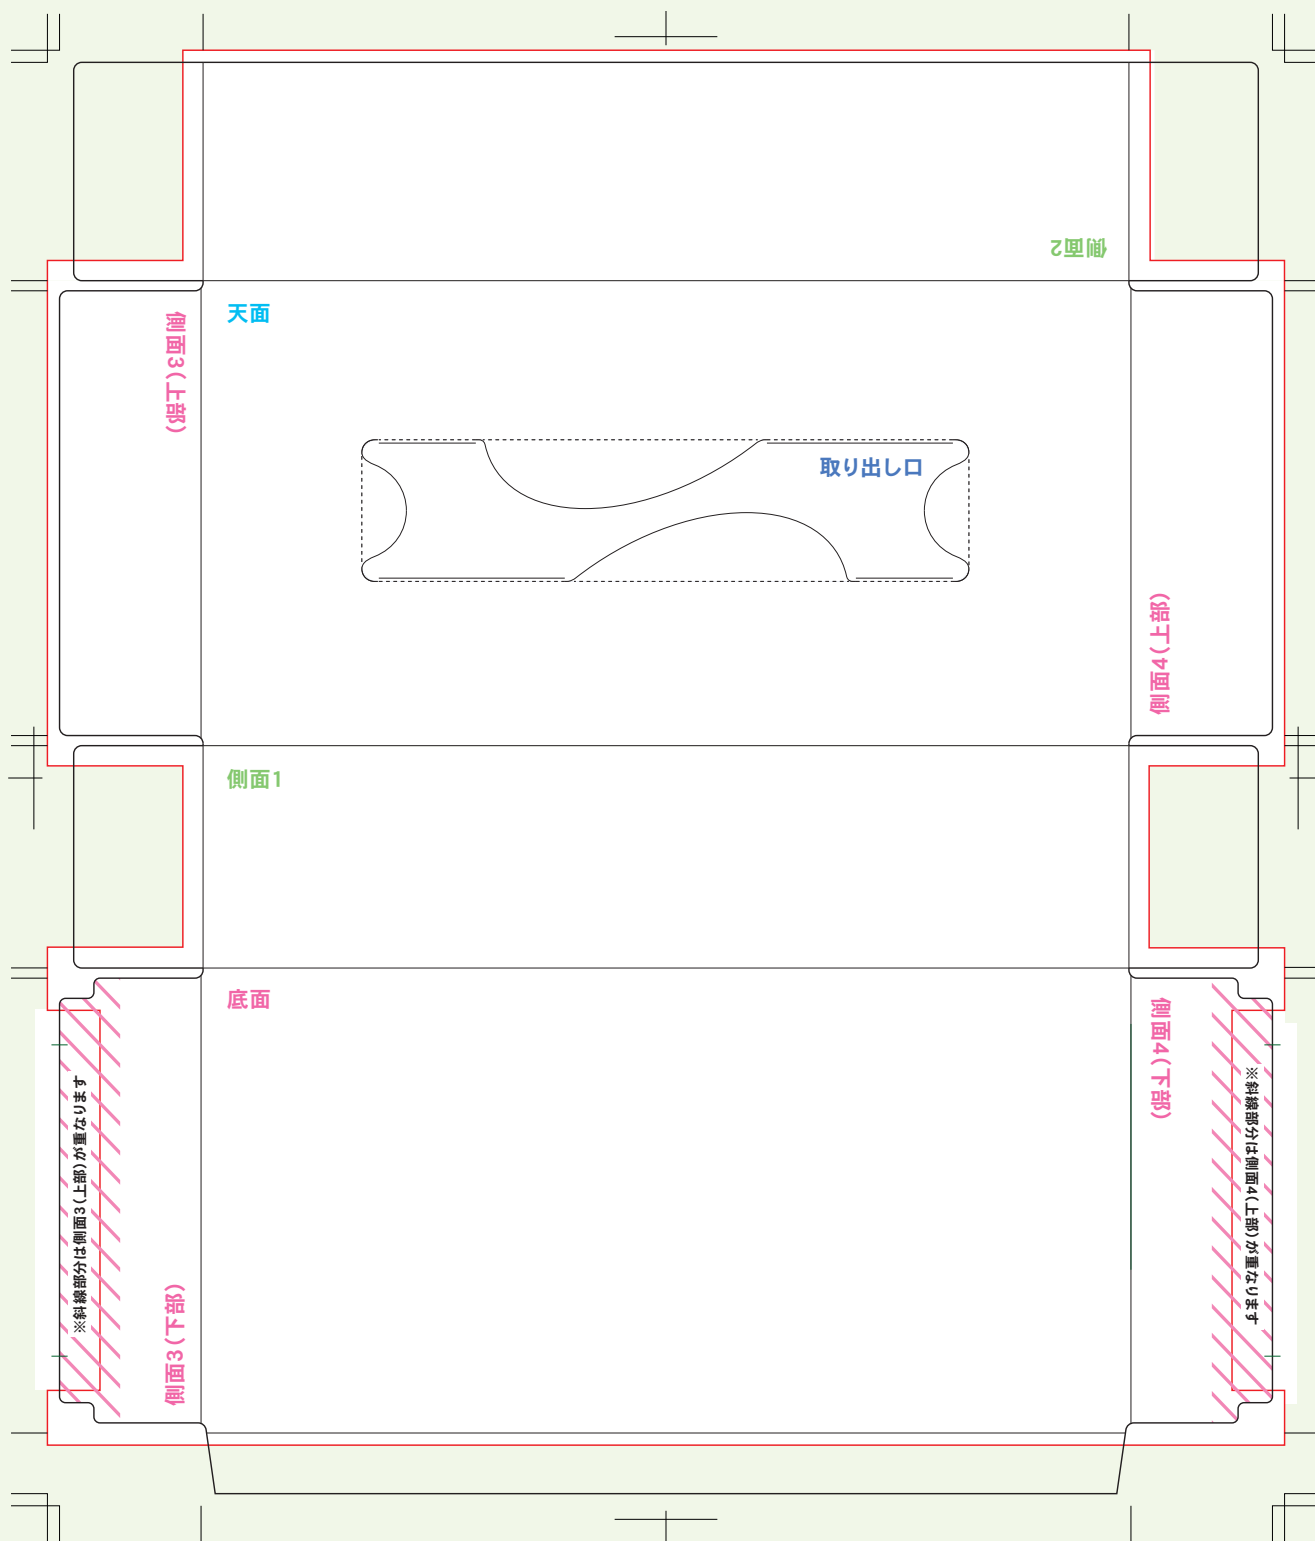 側面2
天面
側面3(上部)
取り出し口
側面4(上部)
側面1
底面
側面4(下部)
※斜線部分は側面3(上部)が重なります
※斜線部分は側面4(上部)が重なります
側面3(下部)